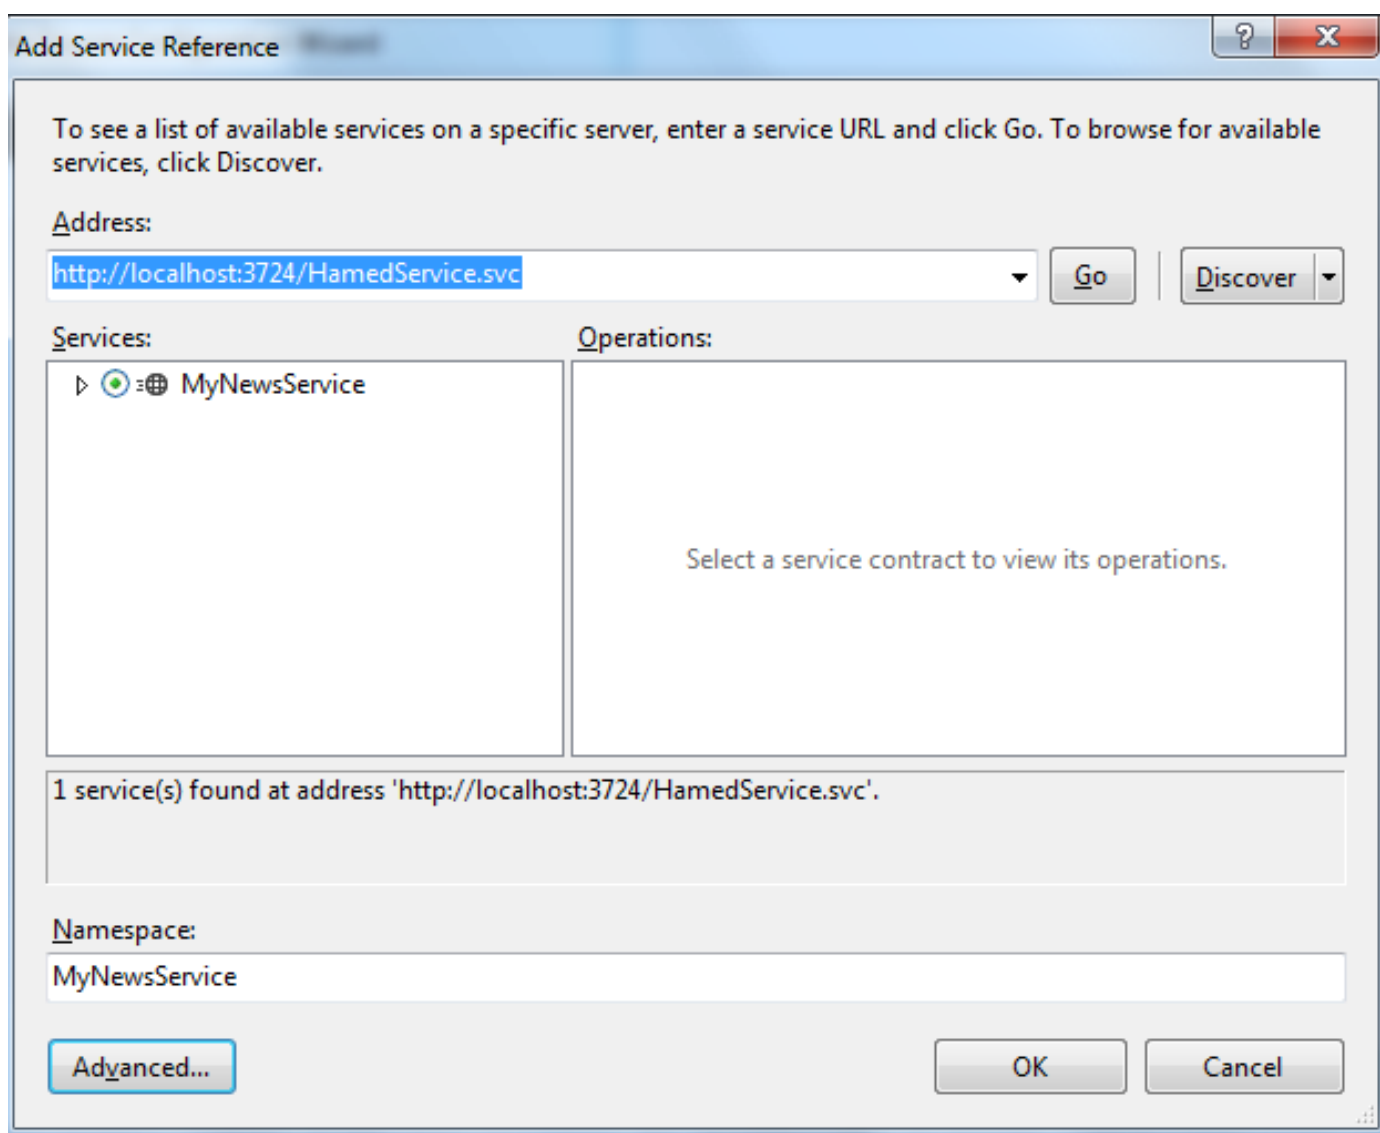 Add Service Reference
To see a list of available services on a specific server, enter a service URL and click Go. To browse for available
services, click Discover.
Address:
http://localhost:3724/HamedService.svc
Go
Discover
Services:
Operations:
MyNewsService
Select a service contract to view its operations.
1 service(s) found at address 'http://localhost:3724/HamedService.svc'.
Namespace:
MyNewsService
Advanced...
OK
Cancel